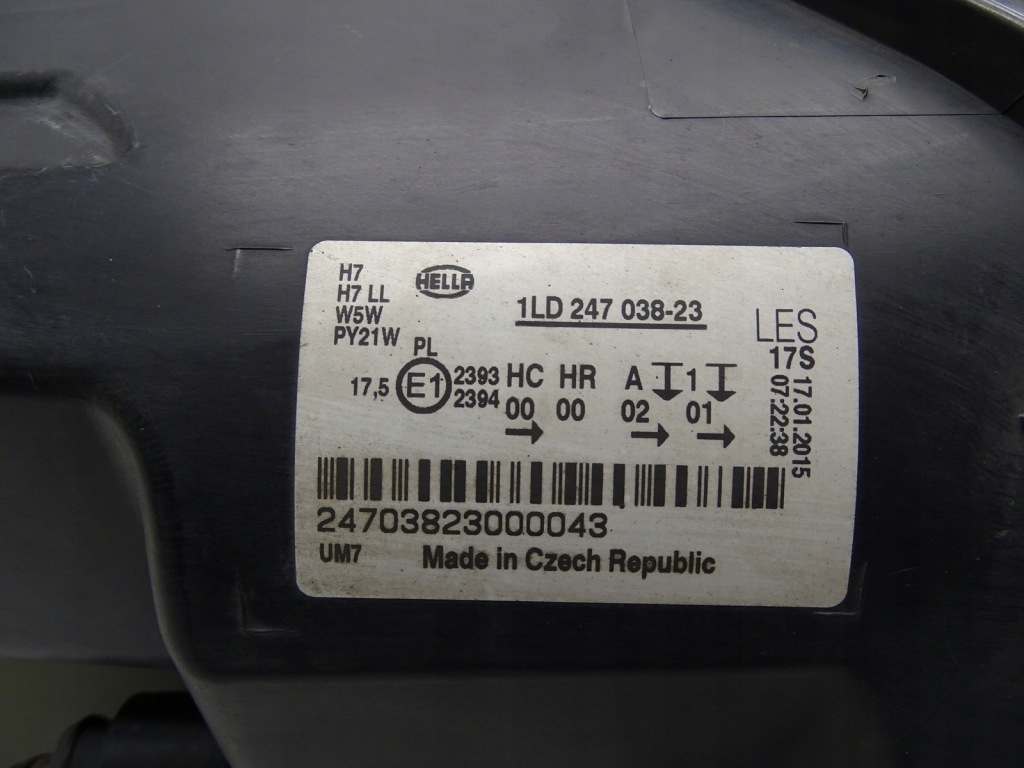 H7
H7 LL
W5W
PY21W
HELLA
1LD 247 038-23
LES
17S
17.01.2015
07:22:38
PL
17,5 E1 2393 HC HR A 1
2394 00 00 02 01
24703823000043
UM7 Made in Czech Republic